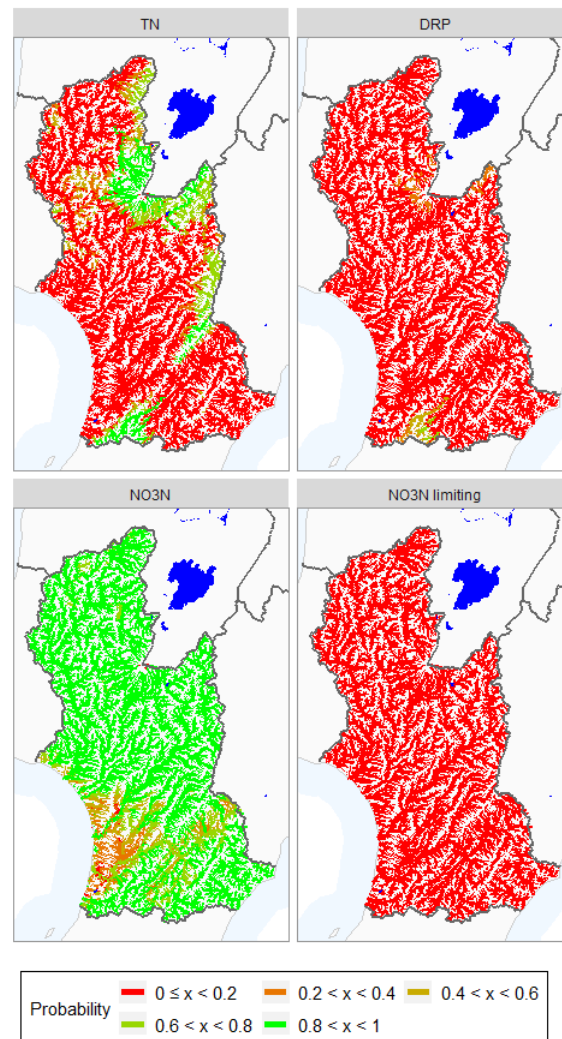 TN
DRP
NO3N
NO3N limiting
Probability
0 ≤ x < 0.2
0.2 < x < 0.4
0.4 < x < 0.6
0.6 < x < 0.8
0.8 < x < 1